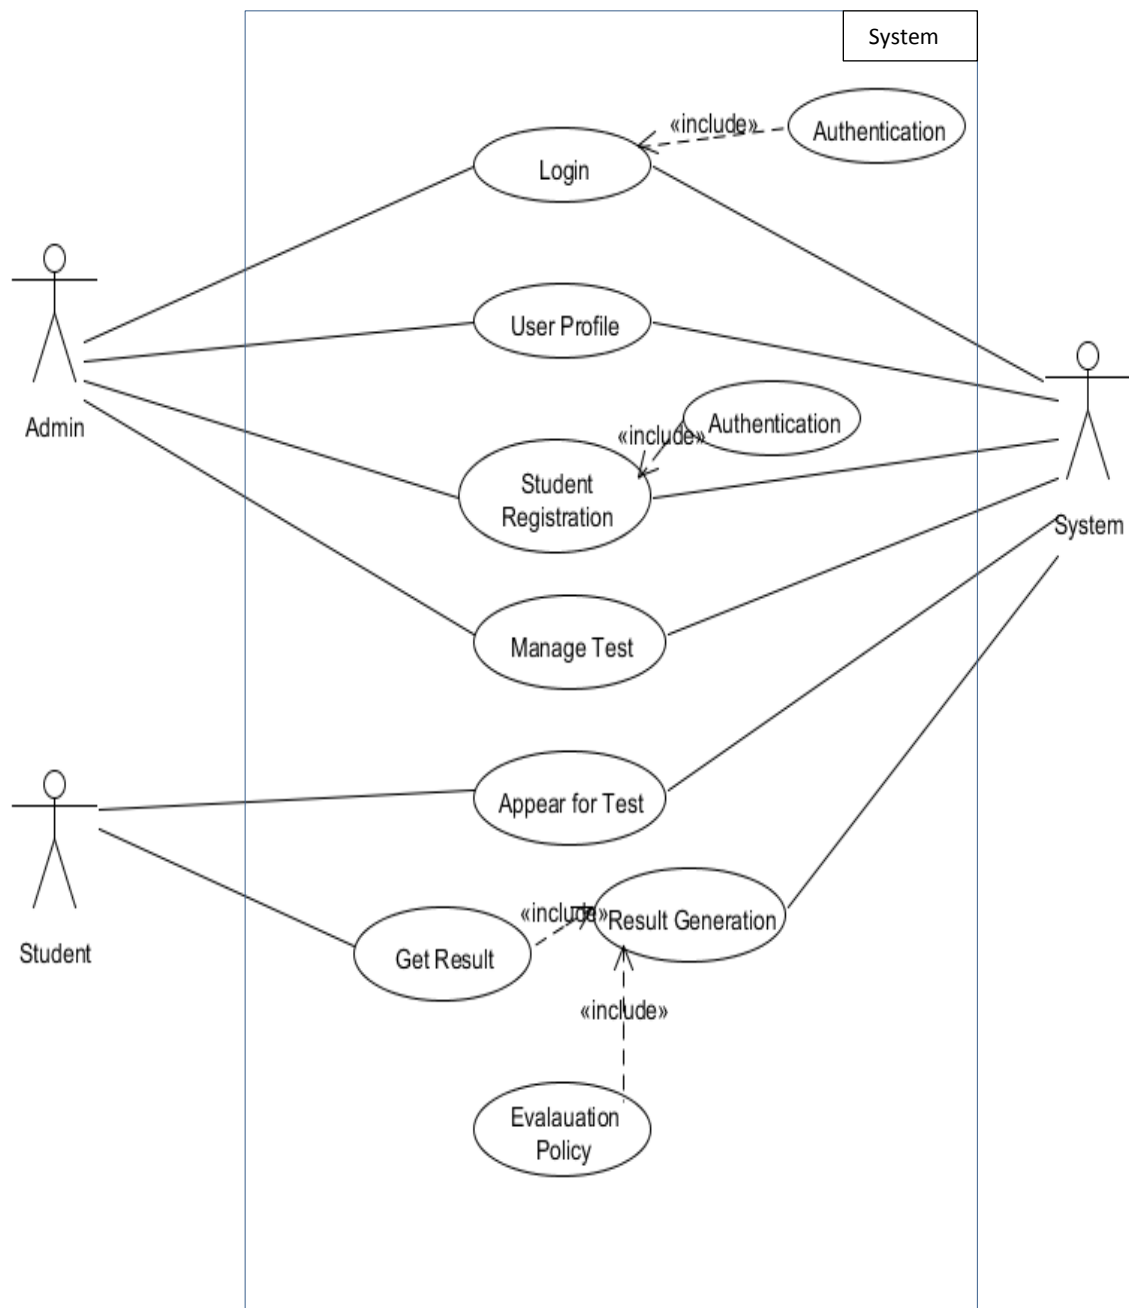 System
«include»
Authentication
Login
User Profile
Admin
«include»
Authentication
Student
Registration
System
Manage Test
Appear for Test
Student
«include»
Result Generation
Get Result
«include»
Evalauation
Policy